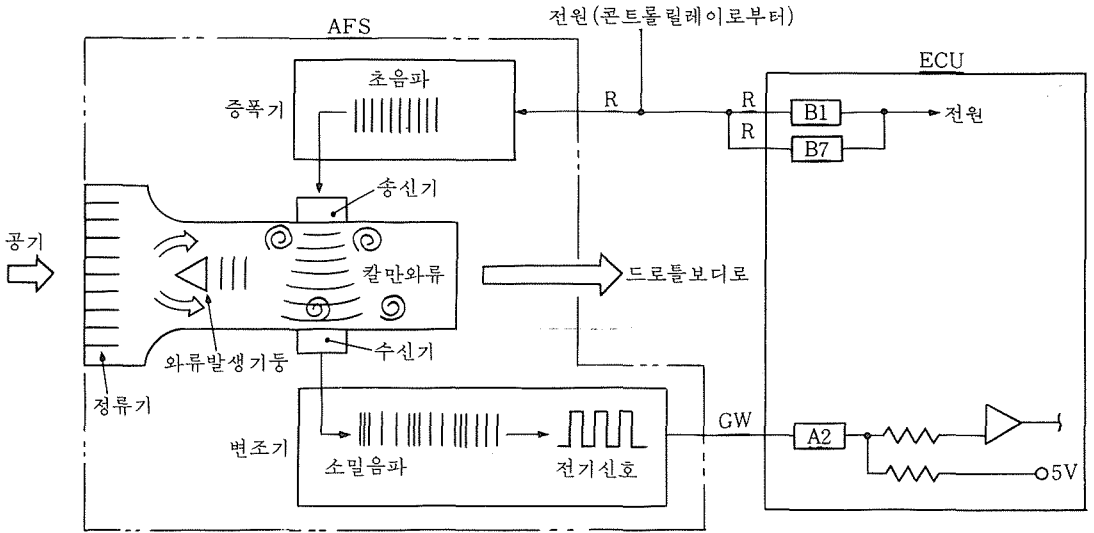 전원(콘트롤릴레이로부터)
AFS
ECU
초음파
증폭기
R
R
B1
전원
R
B7
송신기
공기
칼만와류
드로틀보디로
와류발생기둥
수신기
정류기
GW
A2
변조기
소밀음파
전기신호
5V